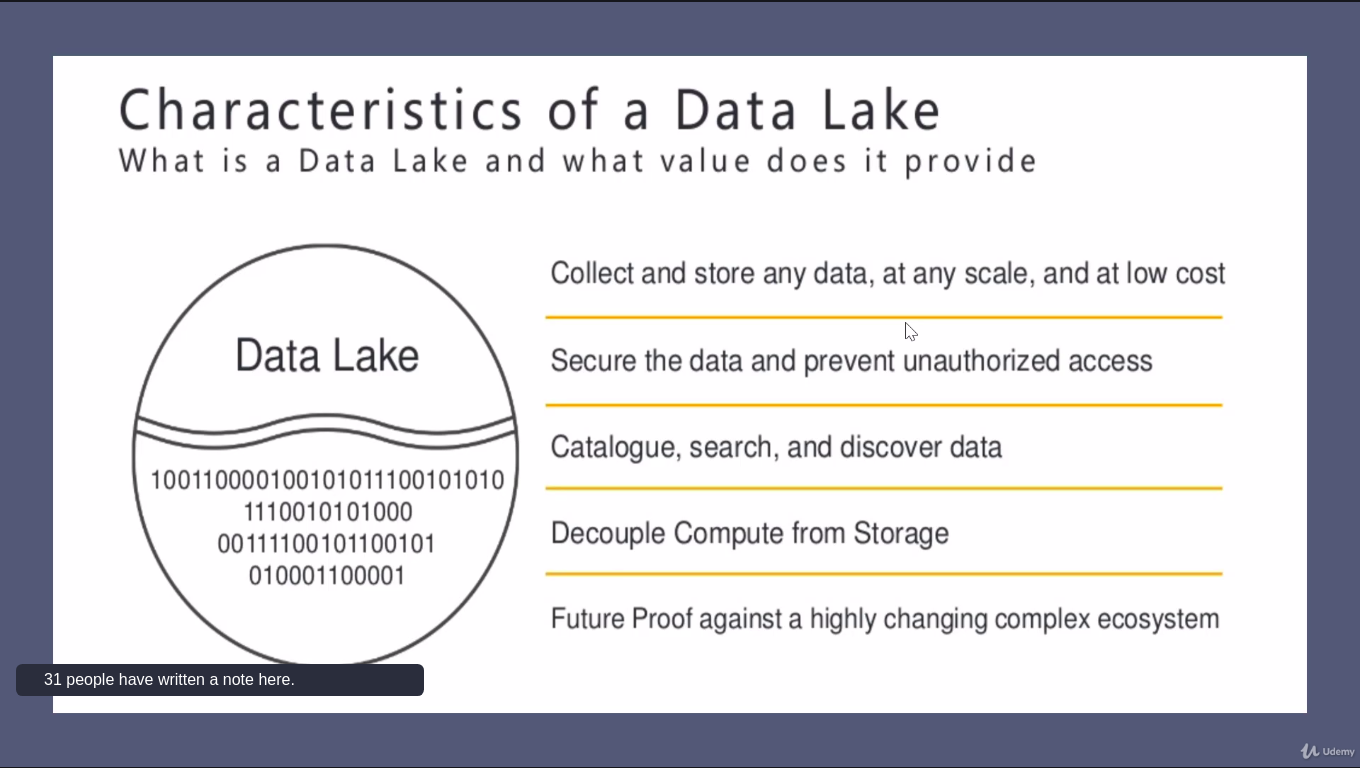 Characteristics of a Data Lake
What is a Data Lake and what value does it provide
Data Lake
100110000100101011100101010
1110010101000
00111100101100101
010001100001
Collect and store any data, at any scale, and at low cost
Secure the data and prevent unauthorized access
Catalogue, search, and discover data
Decouple Compute from Storage
Future Proof against a highly changing complex ecosystem
31 people have written a note here.
Udemy